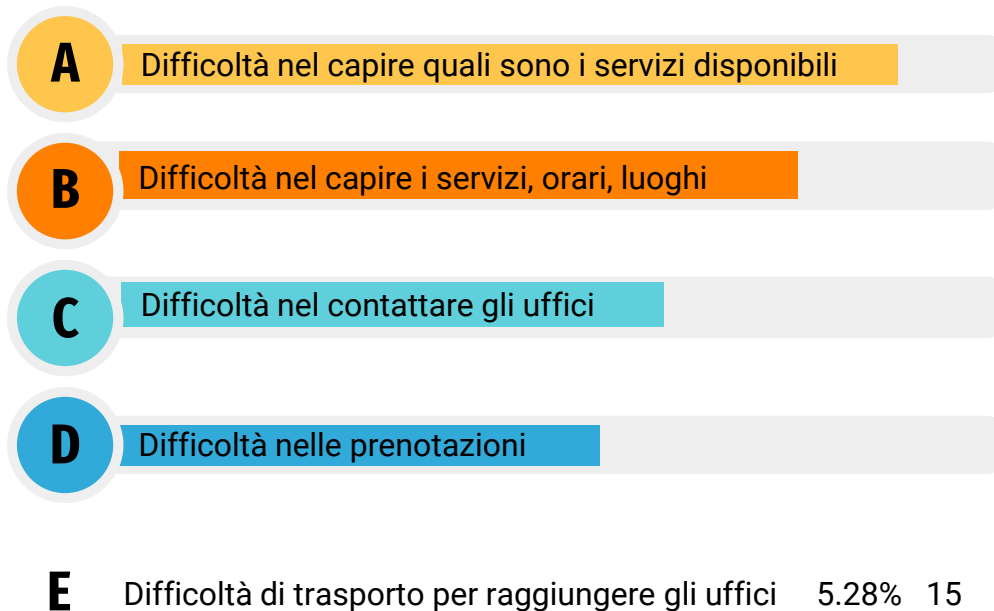 A Difficoltà nel capire quali sono i servizi disponibili
B Difficoltà nel capire i servizi, orari, luoghi
C Difficoltà nel contattare gli uffici
D Difficoltà nelle prenotazioni
E Difficoltà di trasporto per raggiungere gli uffici 5.28% 15